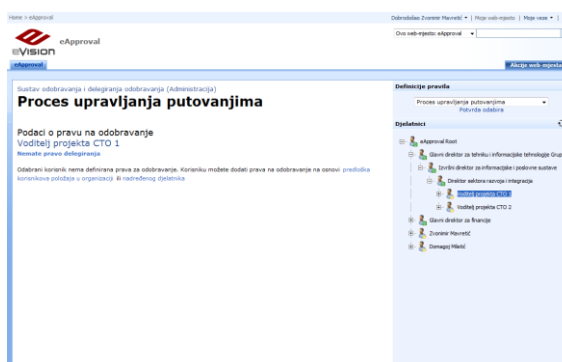 Home > eApproval
Dobrodošao Zvonimir Mavretić | Moje web-mjesto | Moje veze |
eVISION
eApproval
Ovo web-mjesto: eApproval
eApproval
Akcije web-mjesta
Sustav odobravanja i delegiranja odobravanja (Administracija)
Proces upravljanja putovanjima
Podaci o pravu na odobravanje
Voditelj projekta CTO 1
Nemate pravo delegiranja
Odabrani korisnik nema definirana prava za odobravanje. Korisniku možete dodati prava na odobravanje na osnovi predloška
korisnikova položaja u organizaciji ili nadređenog djelatnika
Definicije pravila
Proces upravljanja putovanjima
Potvrda odabira
Djelatnici
eApproval Root
Glavni direktor za tehniku i informacijske tehnologije Grup
Izvršni direktor za informacijske i poslovne sustave
Direktor sektora razvoja i integracija
Voditelj projekta CTO 1
Voditelj projekta CTO 2
Glavni direktor za financije
Zvonimir Mavretić
Domagoj Miletić